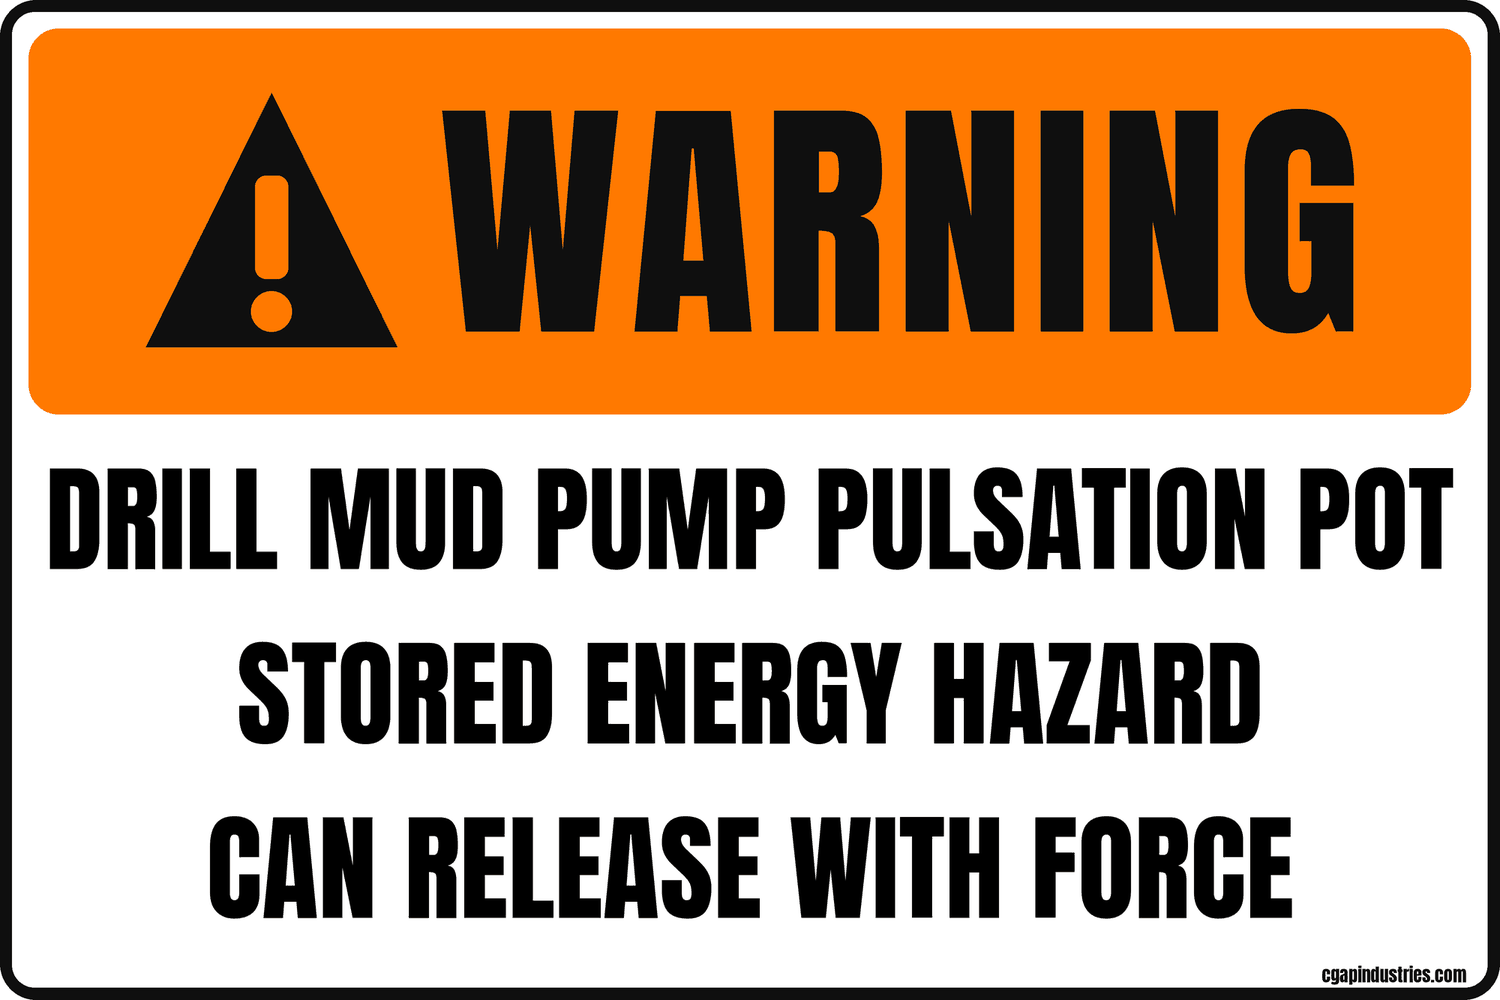 WARNING
DRILL MUD PUMP PULSATION POT
STORED ENERGY HAZARD
CAN RELEASE WITH FORCE
cgapindustries.com